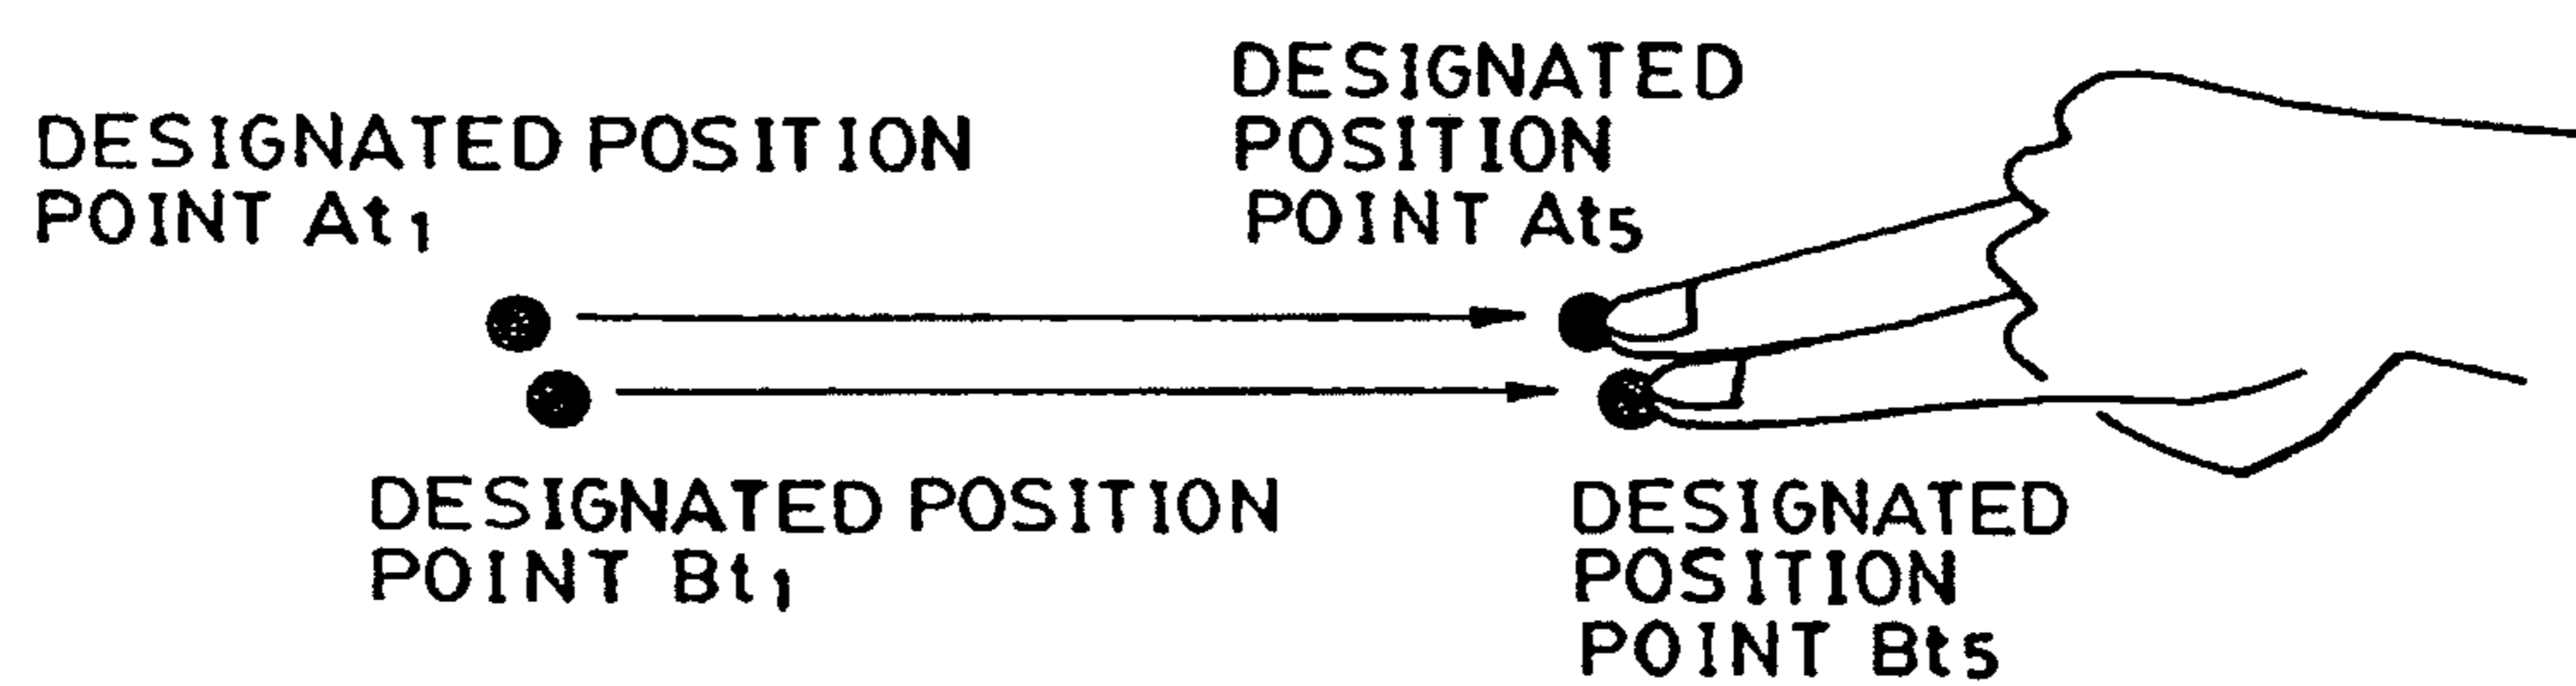 DESIGNATED POSITION
POINT At₁
DESIGNATED
POSITION
POINT At₅
DESIGNATED POSITION
POINT Bt₁
DESIGNATED
POSITION
POINT Bt₅